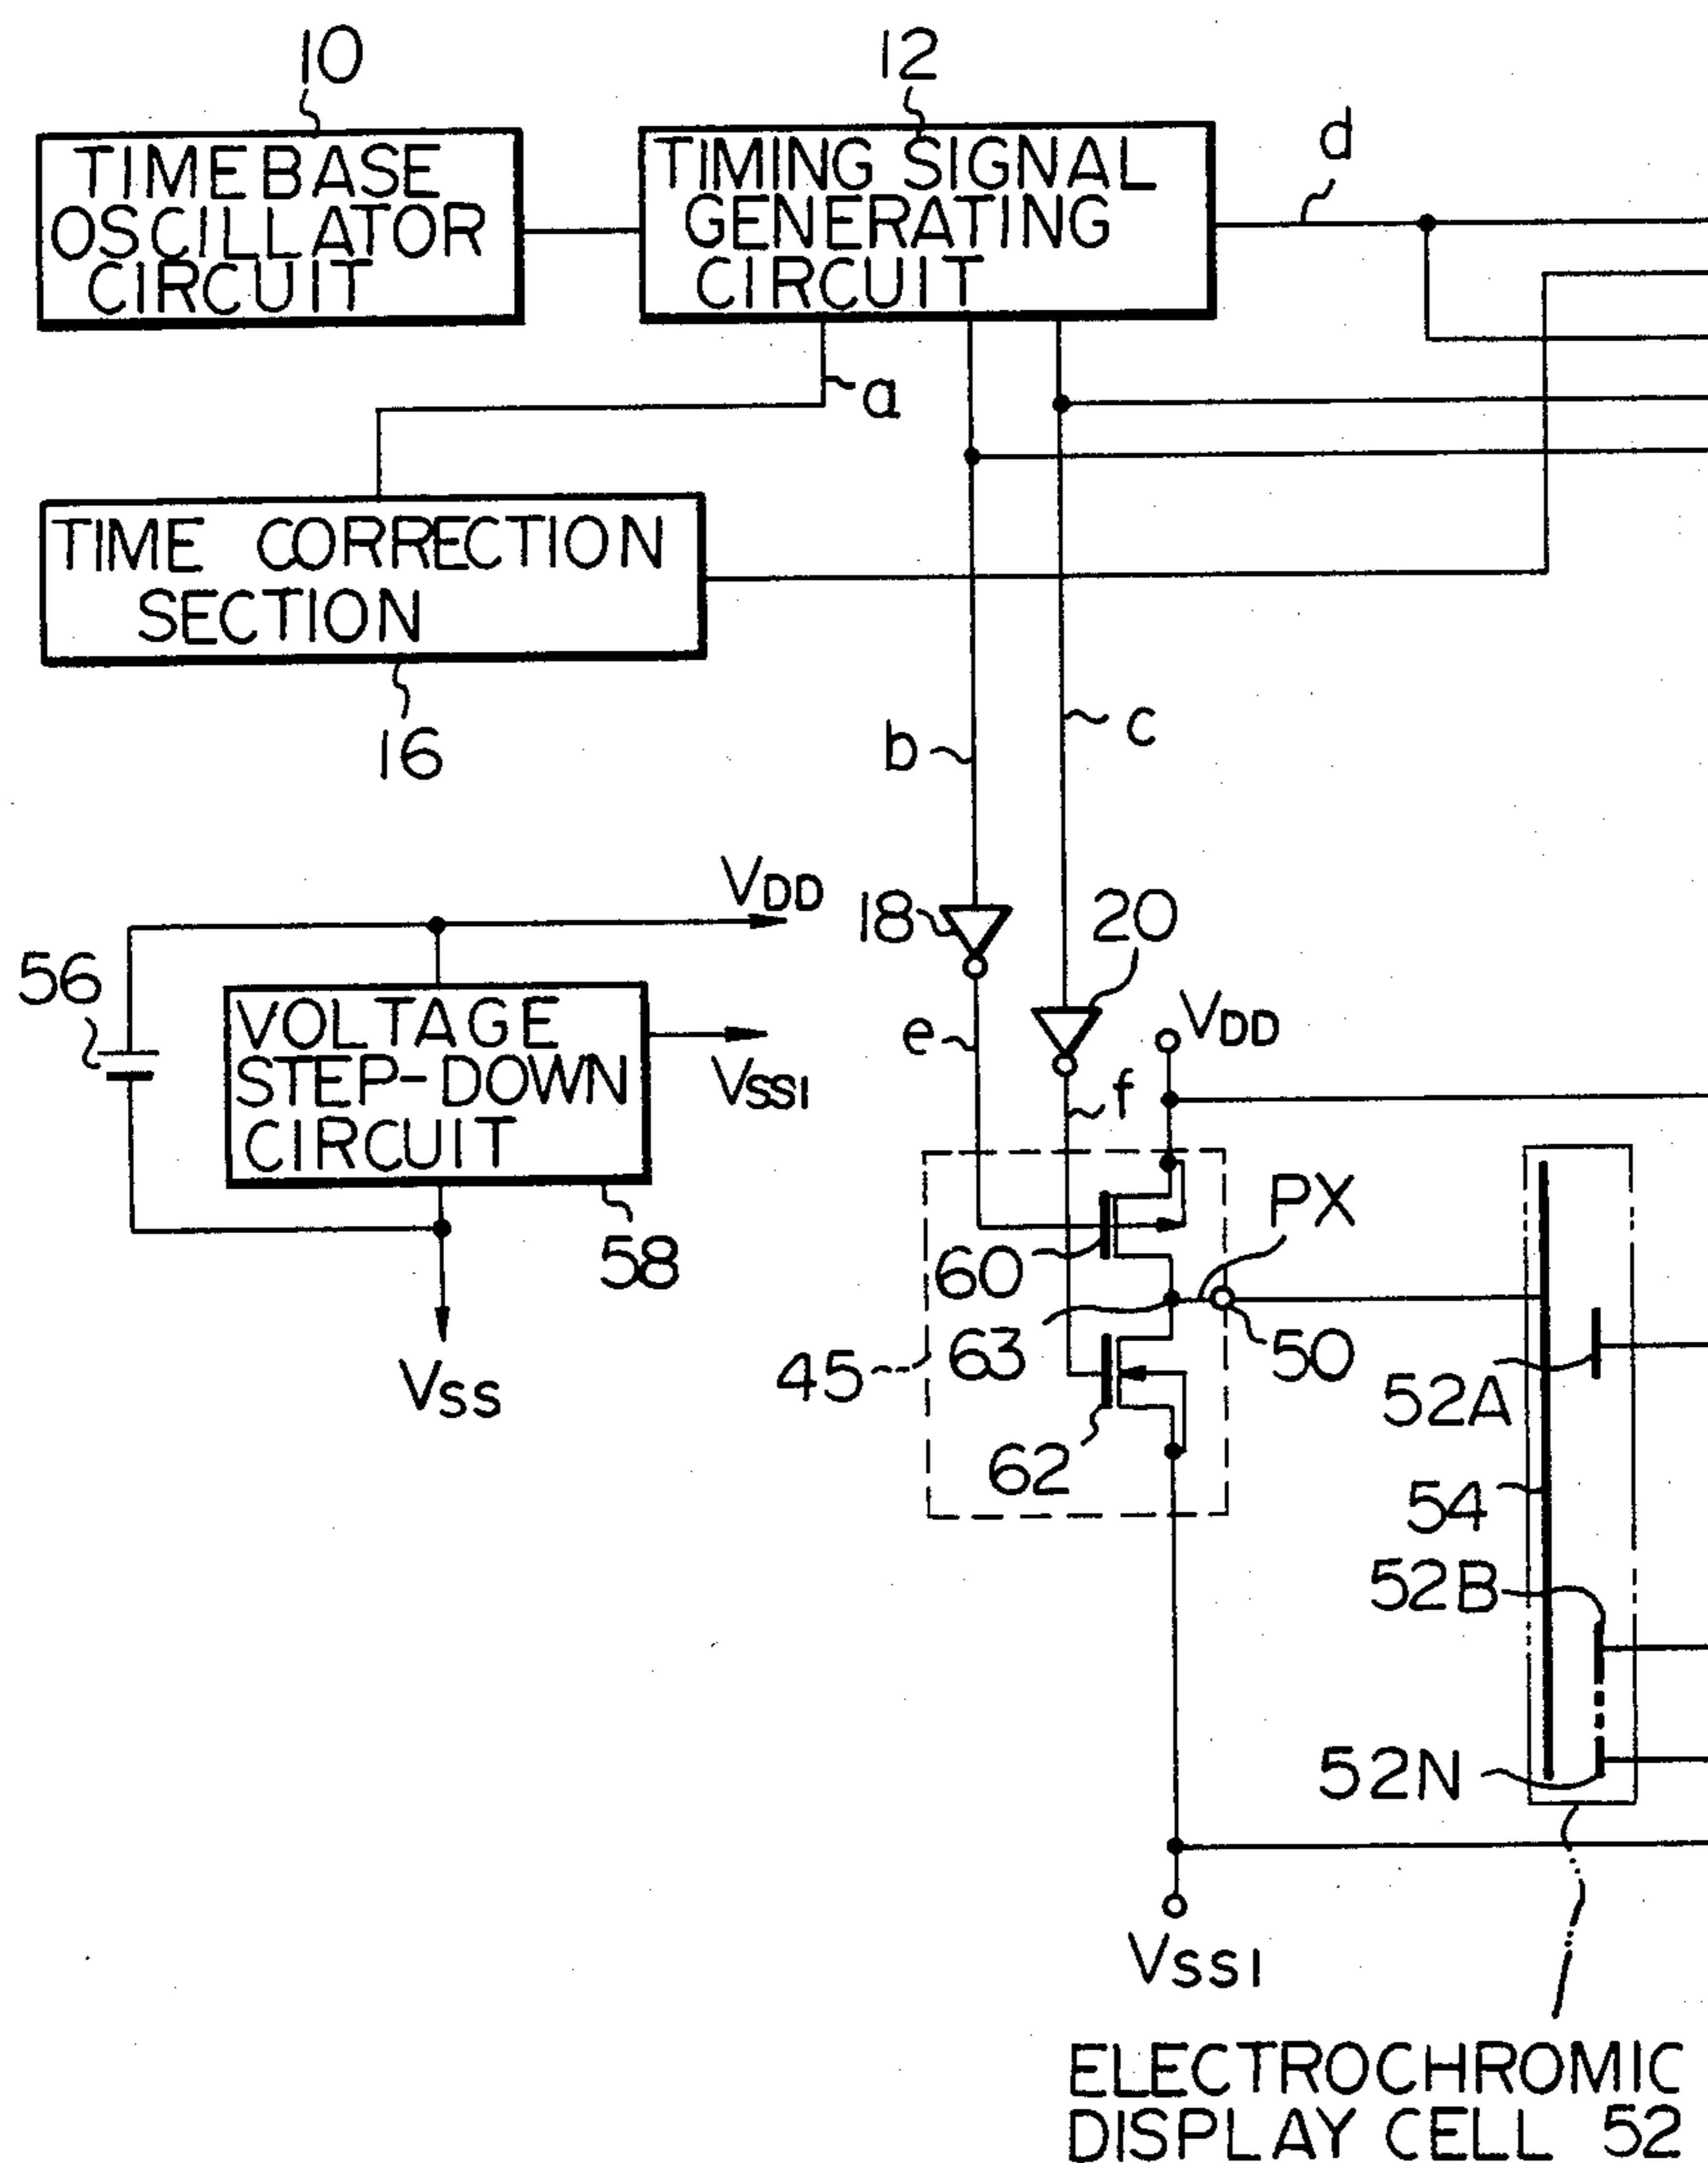 10
12
TIMEBASE
OSCILLATOR
CIRCUIT
TIMING SIGNAL
GENERATING
CIRCUIT
d
a
TIME CORRECTION
SECTION
16
b
c
VDD
18
20
56
VOLTAGE
STEP-DOWN
CIRCUIT
VSS1
e
VDD
f
58
60
PX
VSS
45
63
50
52A
62
54
52B
52N
VSS1
ELECTROCHROMIC
DISPLAY CELL 52